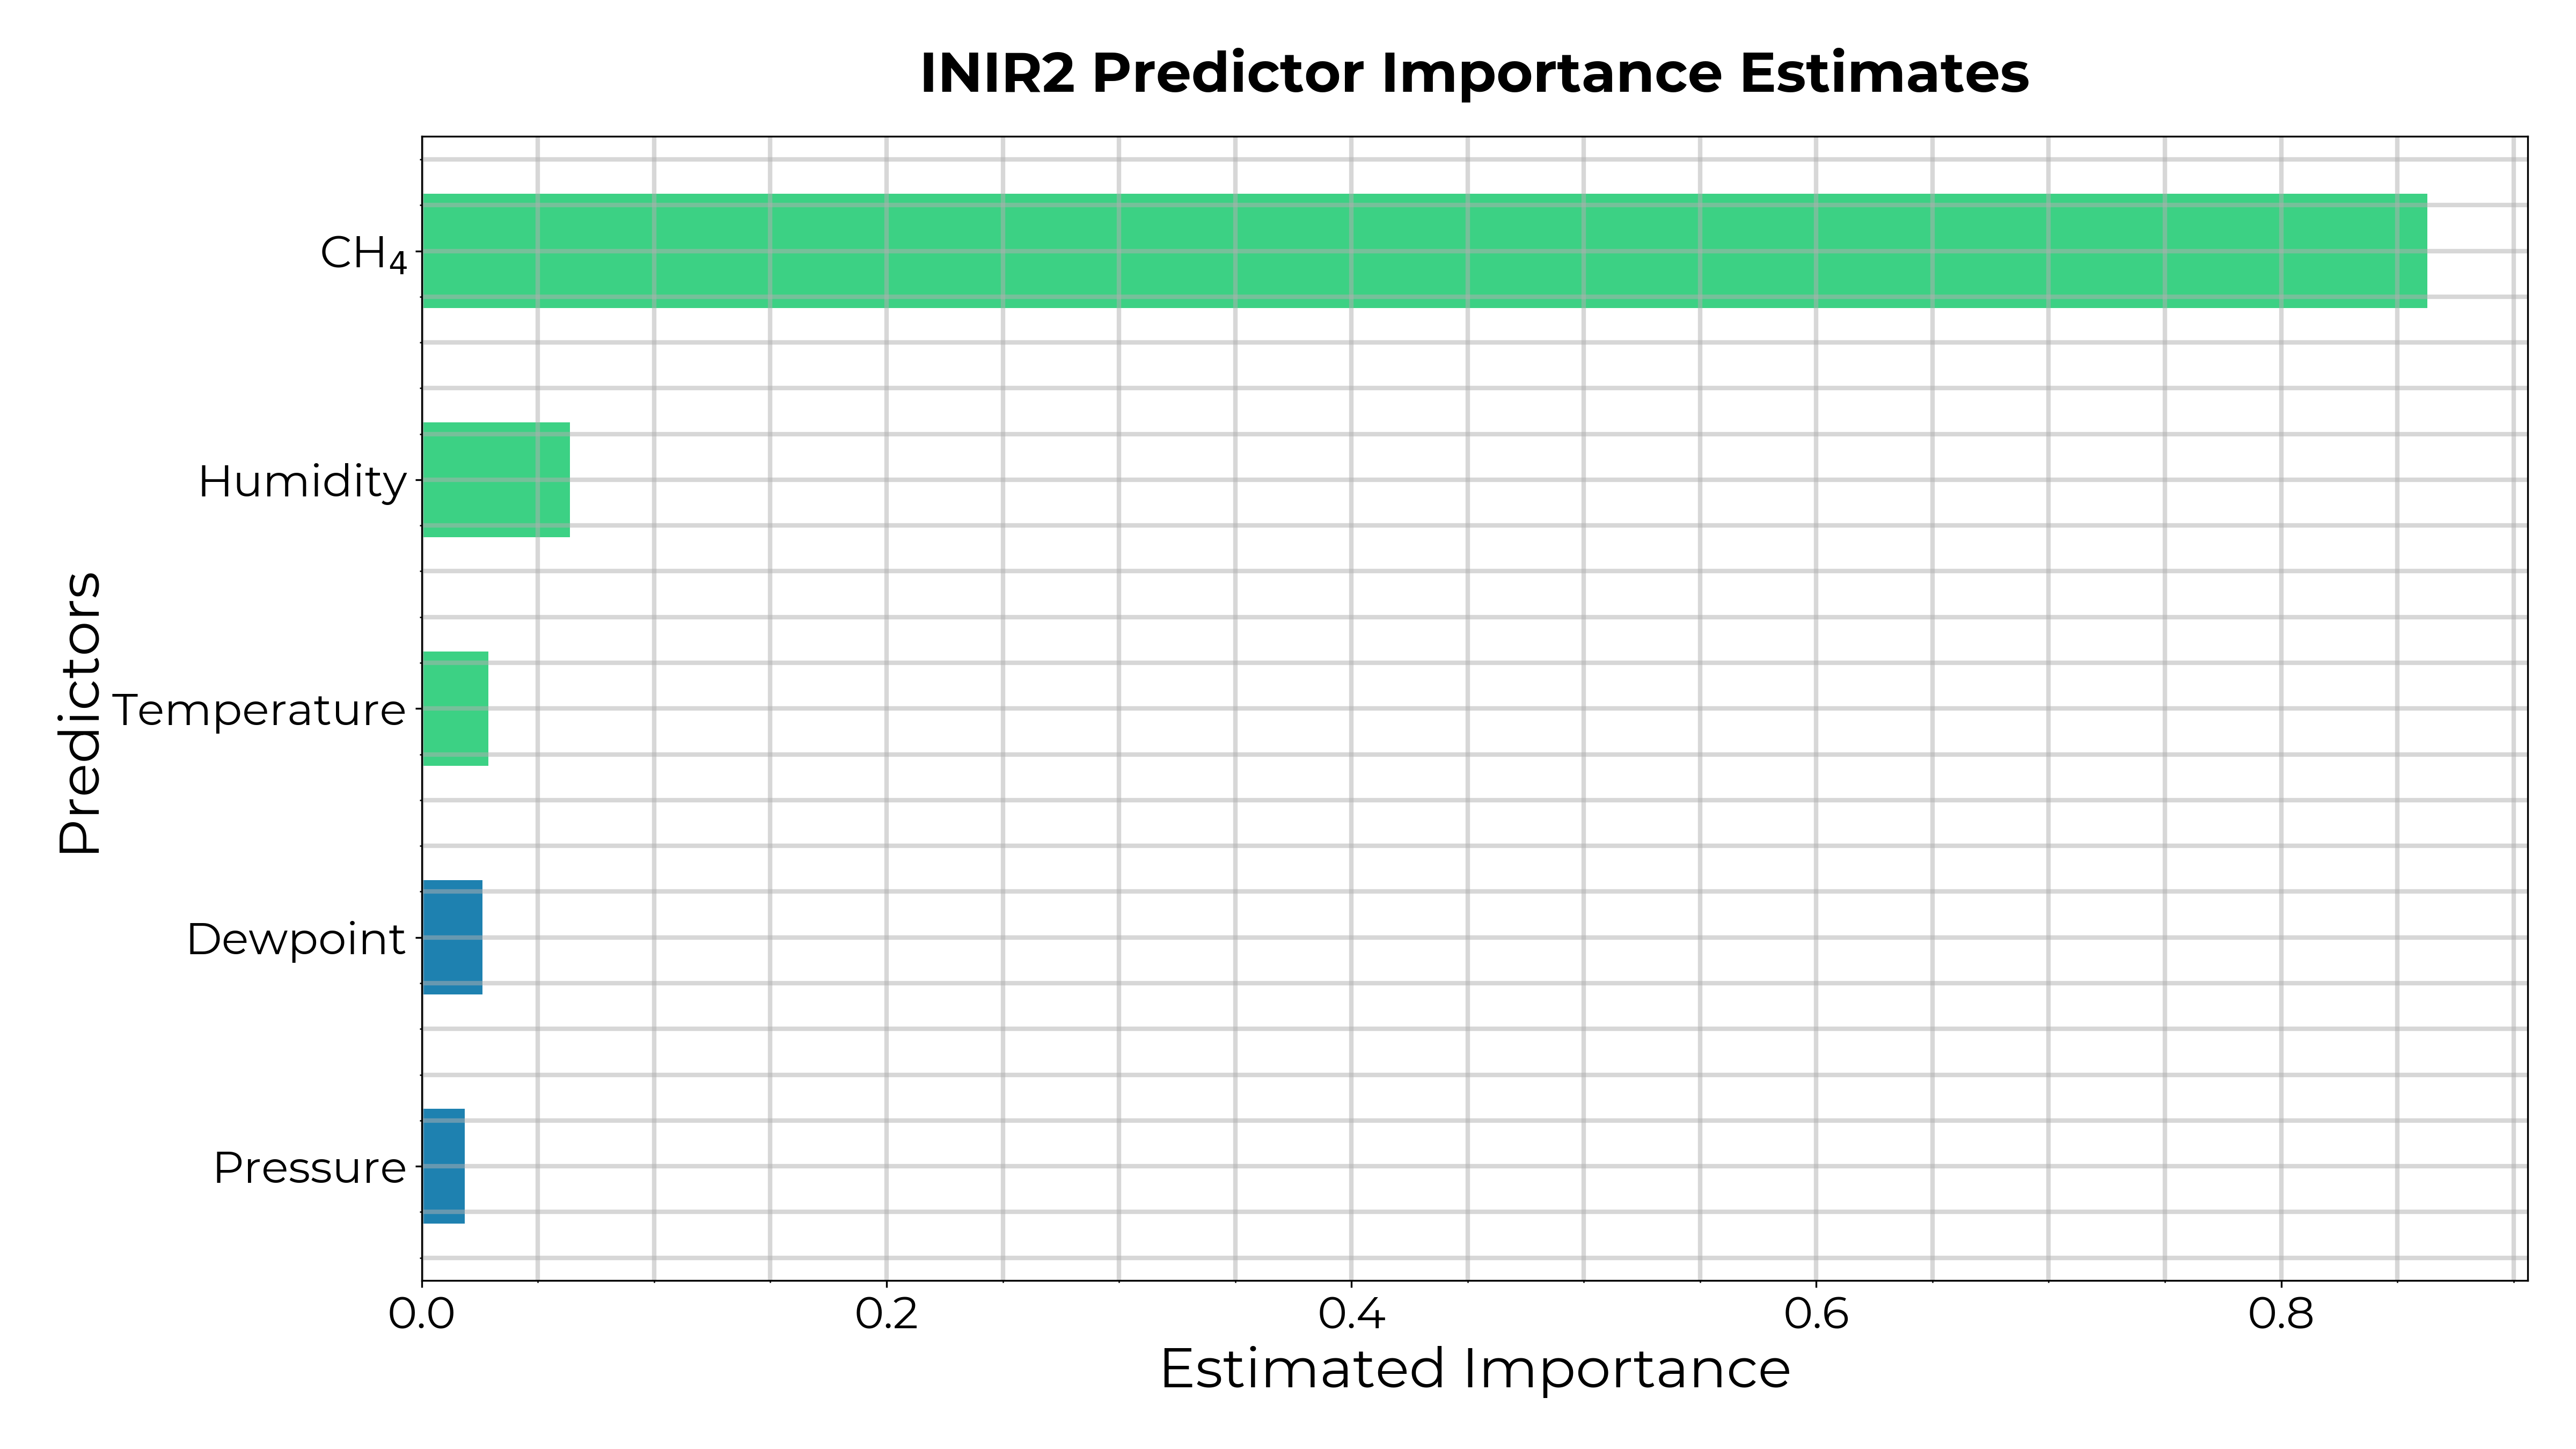 INIR2 Predictor Importance Estimates
CH₄
Humidity
Temperature
Dewpoint
Pressure
Predictors
0.0 0.2 0.4 0.6 0.8
Estimated Importance